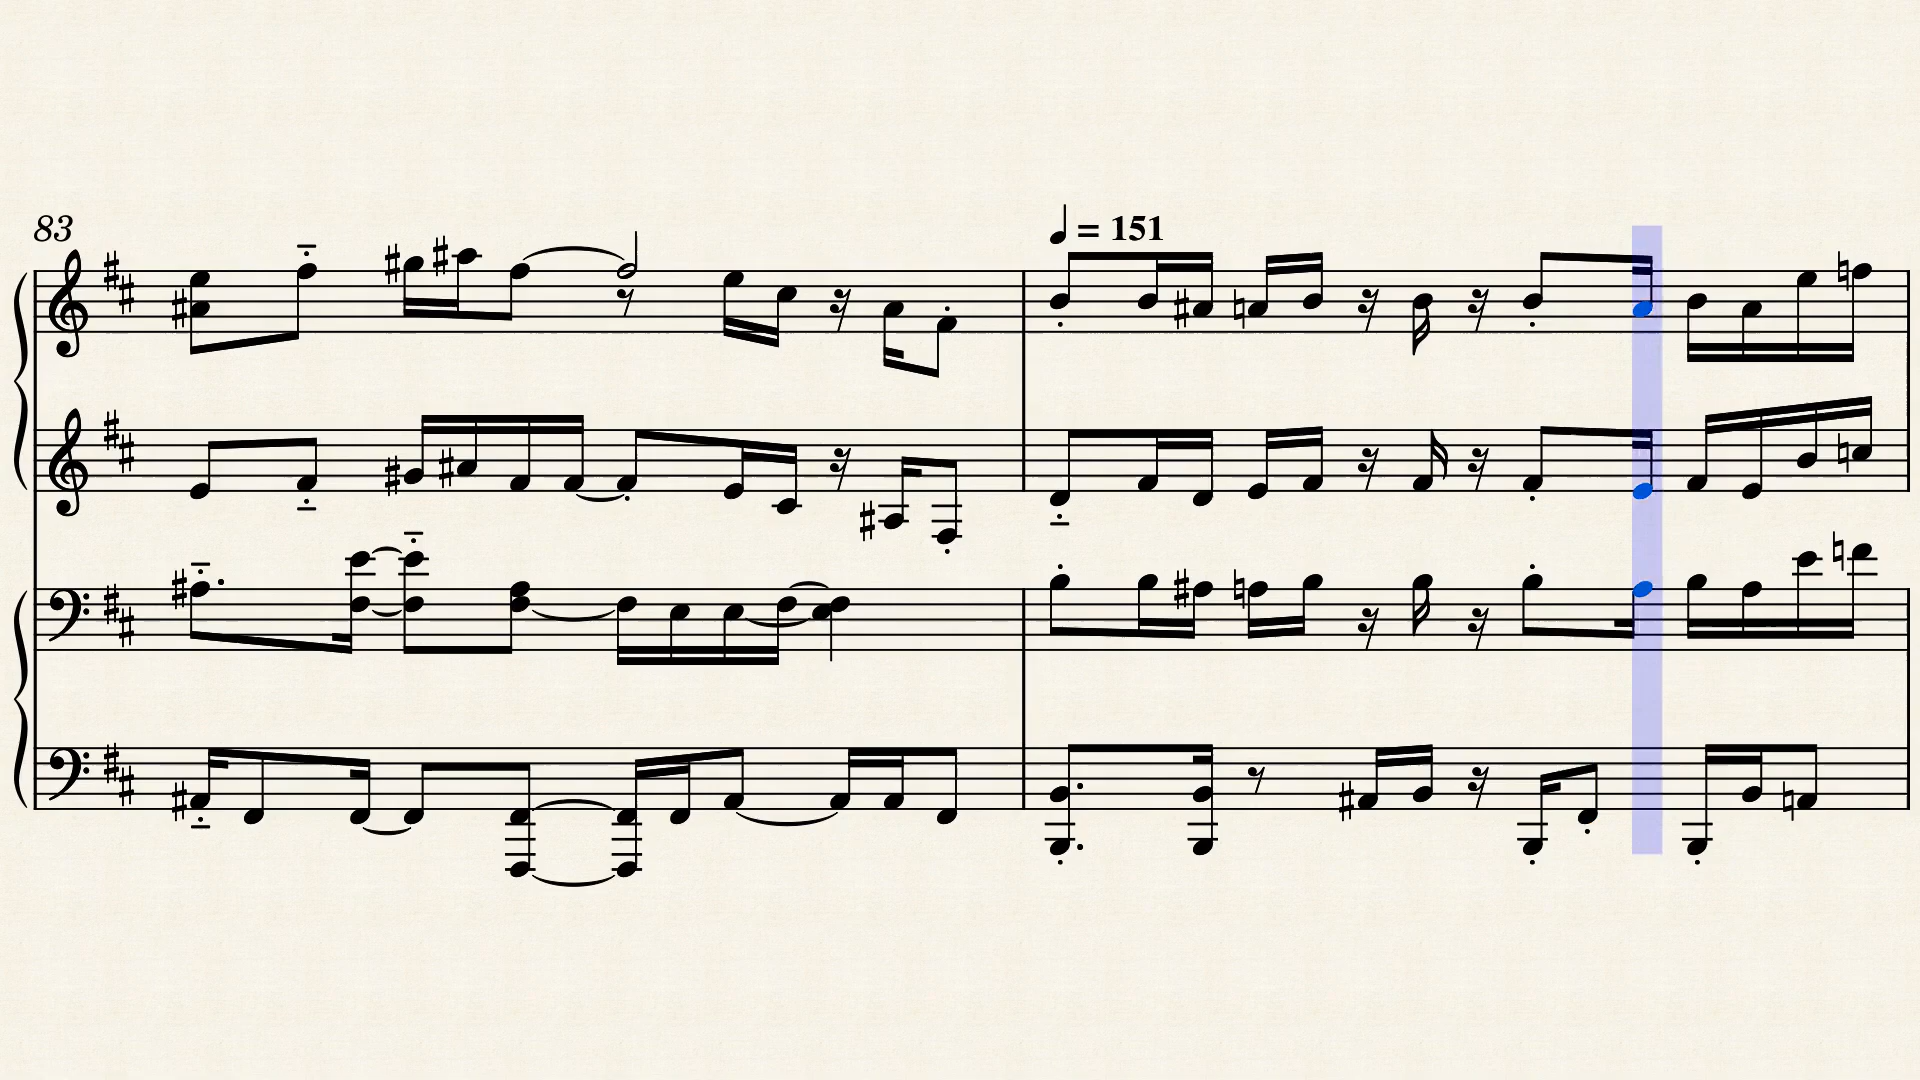 83
♩ = 151